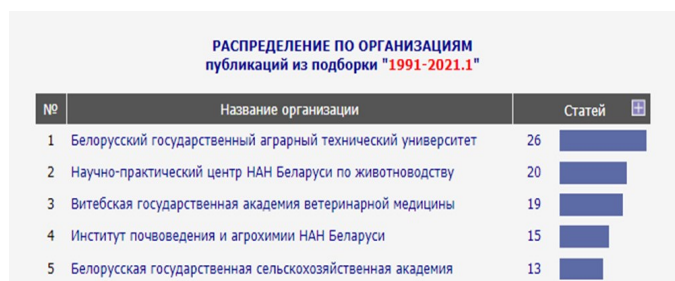 РАСПРЕДЕЛЕНИЕ ПО ОРГАНИЗАЦИЯМ
публикаций из подборки "1991-2021.1"
№ Название организации Статей
1 Белорусский государственный аграрный технический университет 26
2 Научно-практический центр НАН Беларуси по животноводству 20
3 Витебская государственная академия ветеринарной медицины 19
4 Институт почвоведения и агрохимии НАН Беларуси 15
5 Белорусская государственная сельскохозяйственная академия 13